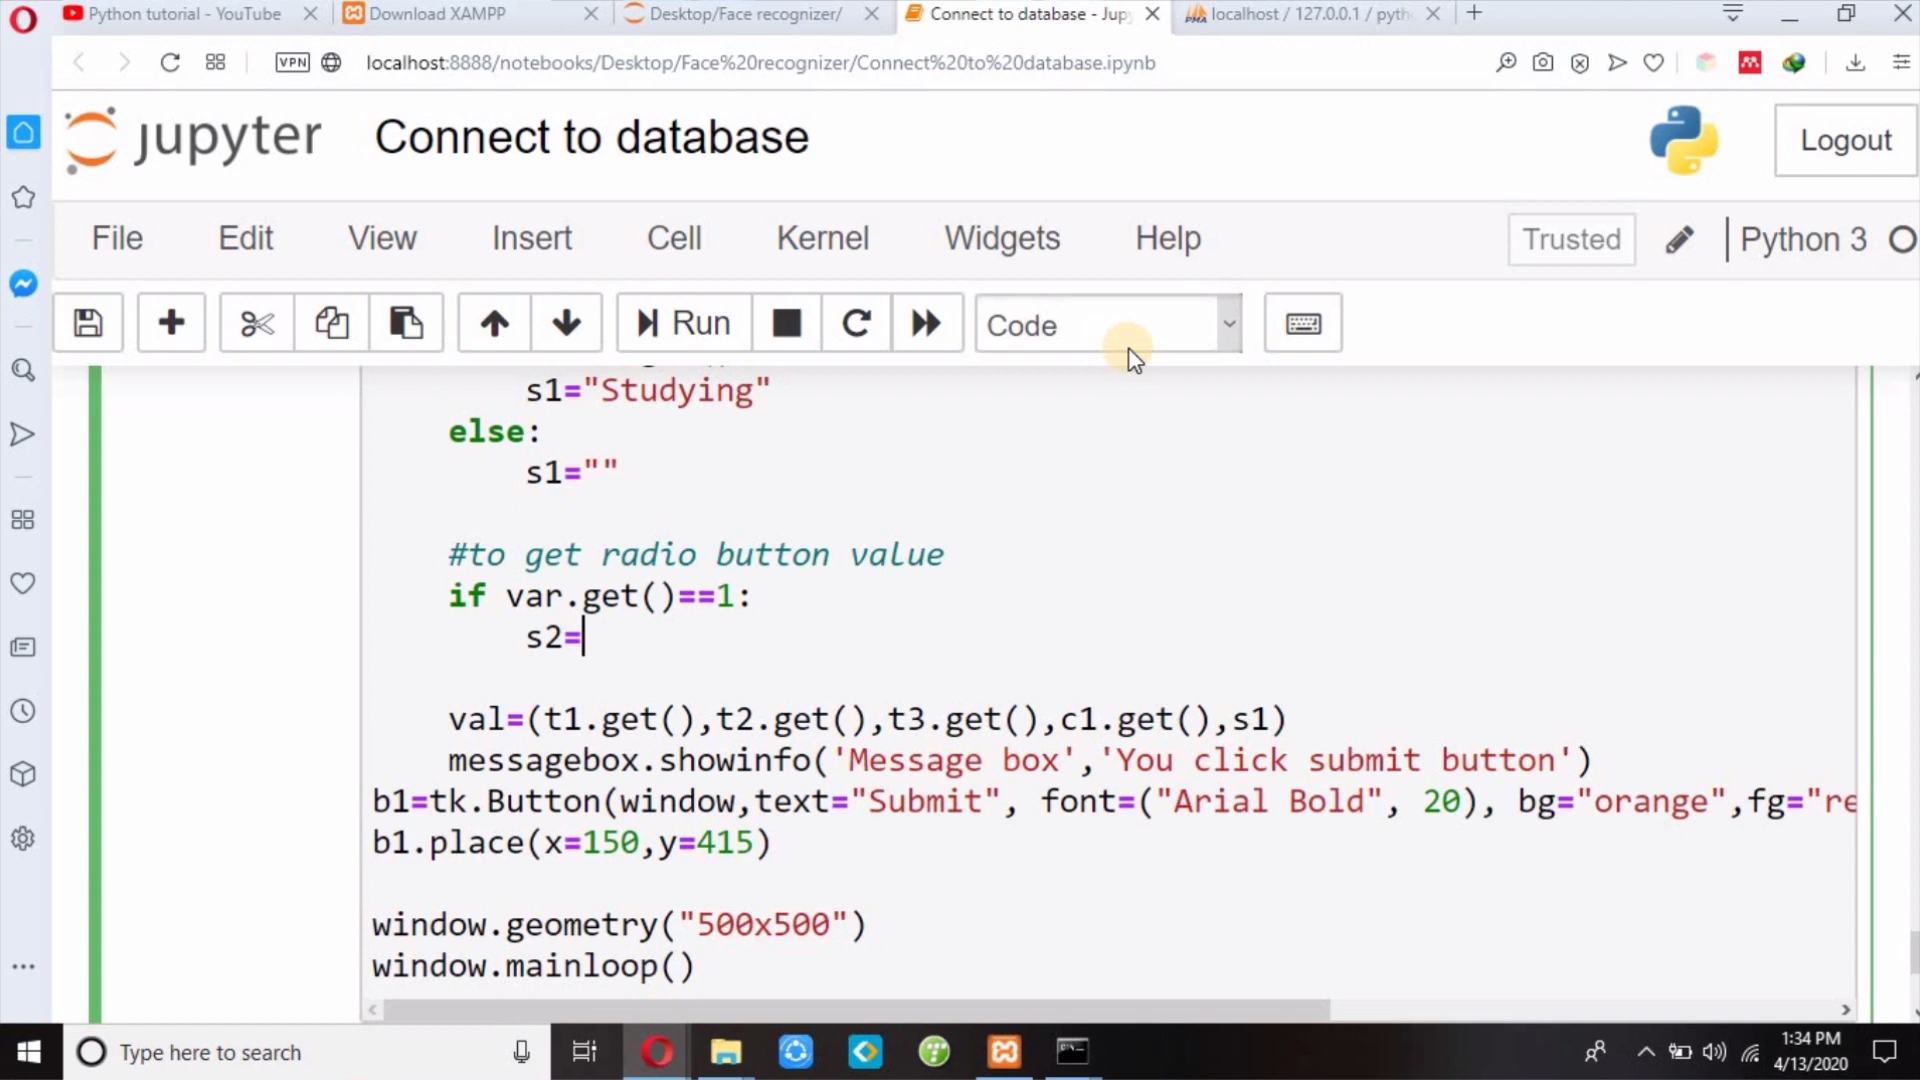 Python tutorial - YouTube
Download XAMPP
Desktop/Face recognizer/
Connect to database - Jup
localhost / 127.0.0.1 / pyth
VPN
localhost:8888/notebooks/Desktop/Face%20recognizer/Connect%20to%20database.ipynb
jupyter
Connect to database
Logout
File
Edit
View
Insert
Cell
Kernel
Widgets
Help
Trusted
Python 3
Run
Code
s1="Studying"
else:
s1=""
#to get radio button value
if var.get()==1:
s2=
val=(t1.get(),t2.get(),t3.get(),c1.get(),s1)
messagebox.showinfo('Message box','You click submit button')
b1=tk.Button(window,text="Submit", font=("Arial Bold", 20), bg="orange",fg="re
b1.place(x=150,y=415)
window.geometry("500x500")
window.mainloop()
Type here to search
1:34 PM
4/13/2020